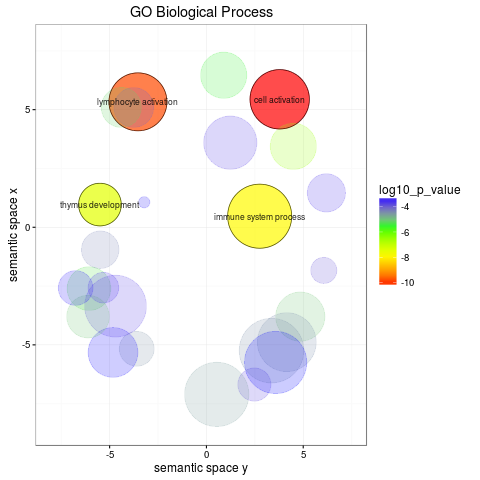 GO Biological Process
lymphocyte activation
cell activation
thymus development
immune system process
semantic space x
5
0
-5
-5
0
5
semantic space y
log10_p_value
-4
-6
-8
-10